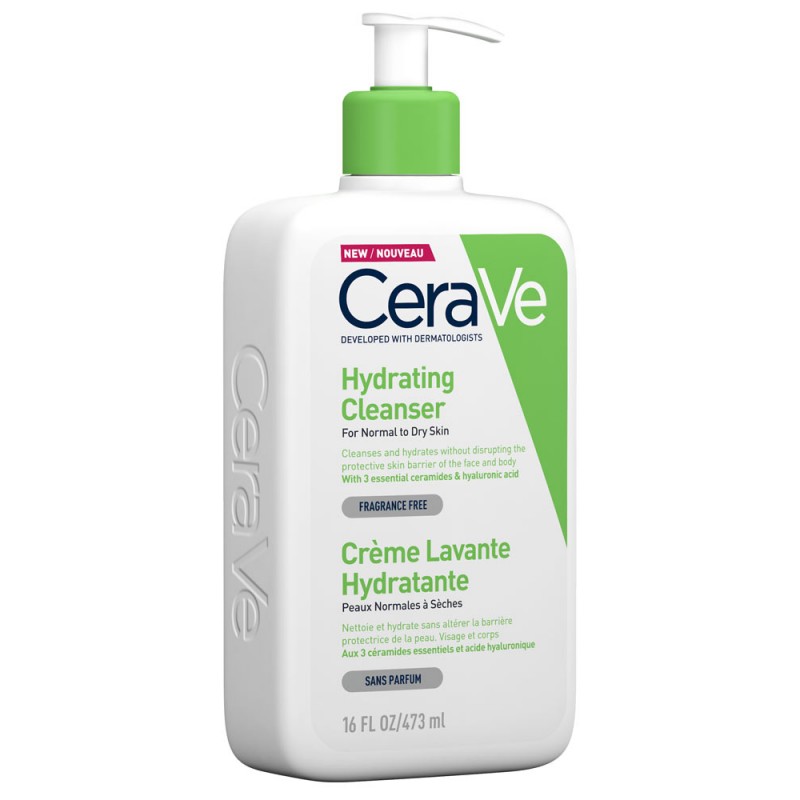 NEW / NOUVEAU
CeraVe
DEVELOPED WITH DERMATOLOGISTS
Hydrating
Cleanser
For Normal to Dry Skin
Cleanses and hydrates without disrupting the
protective skin barrier of the face and body
With 3 essential ceramides & hyaluronic acid
FRAGRANCE FREE
Crème Lavante
Hydratante
Peaux Normales à Sèches
Nettoie et hydrate sans altérer la barrière
protectrice de la peau. Visage et corps
Aux 3 céramides essentiels et acide hyaluronique
SANS PARFUM
16 FL OZ/473 ml
CeraVe